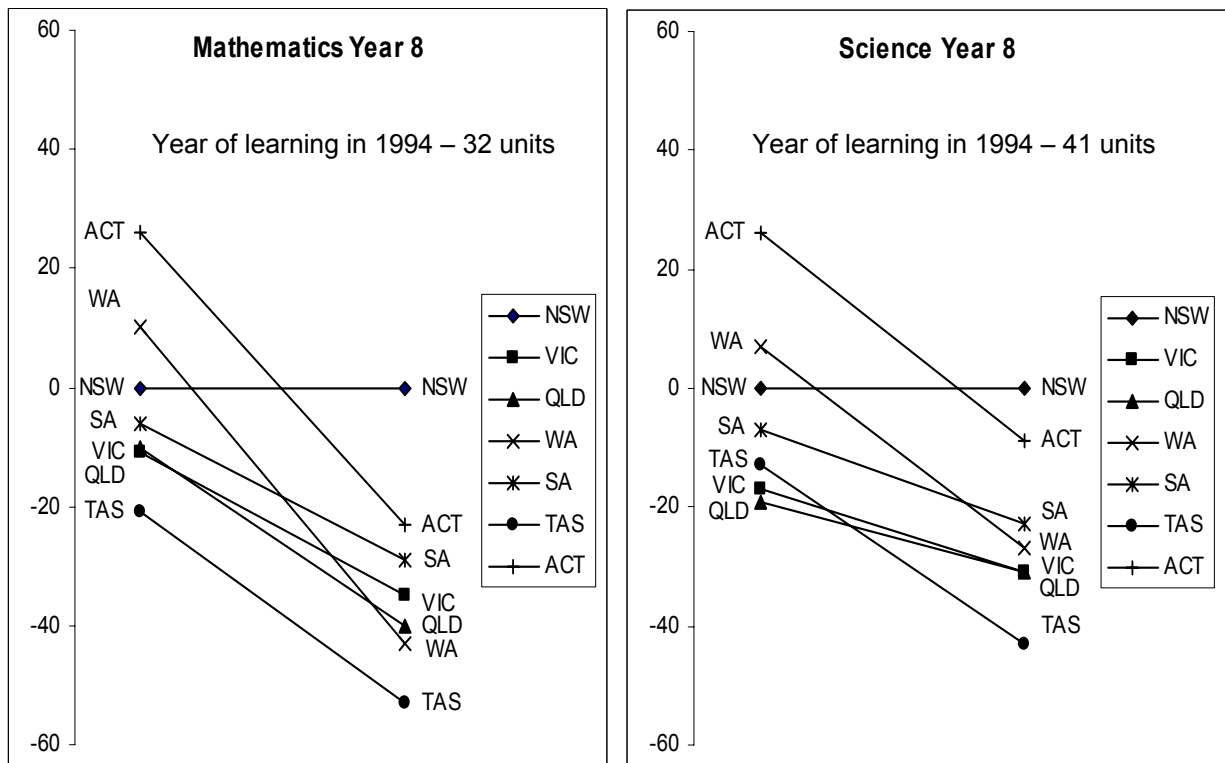 Mathematics Year 8
Year of learning in 1994 – 32 units
60
40
20
0
-20
-40
-60
ACT
WA
NSW
SA
VIC
QLD
TAS
NSW
ACT
SA
VIC
QLD
WA
TAS
NSW
VIC
QLD
WA
SA
TAS
ACT
Science Year 8
Year of learning in 1994 – 41 units
60
40
20
0
-20
-40
-60
ACT
WA
NSW
SA
TAS
VIC
QLD
NSW
ACT
SA
WA
VIC
QLD
TAS
NSW
VIC
QLD
WA
SA
TAS
ACT